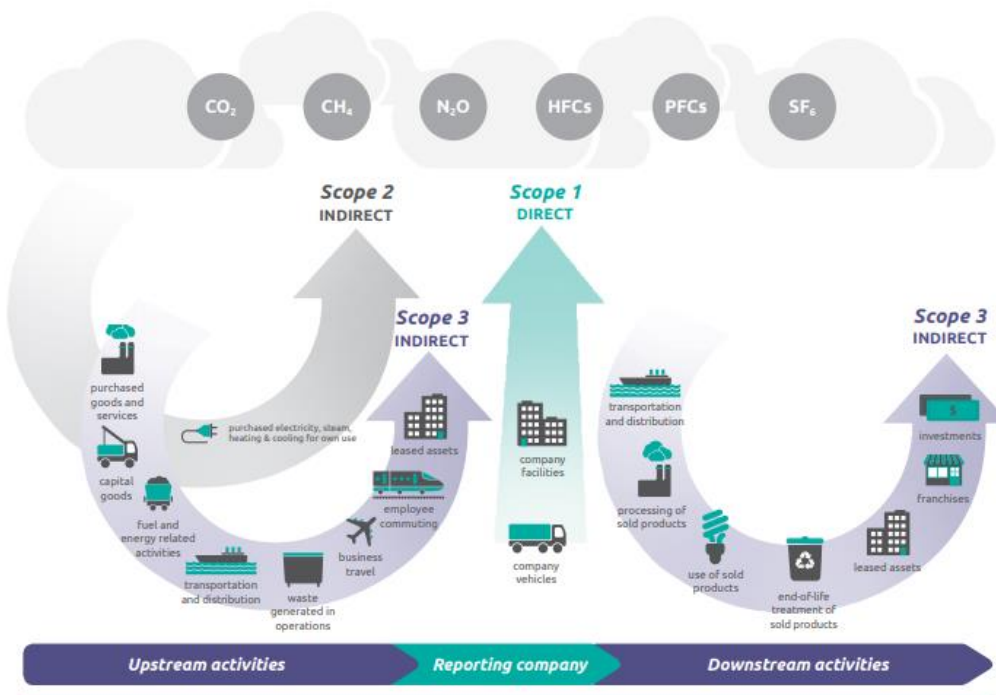 CO₂
CH₄
N₂O
HFCs
PFCs
SF₆
Scope 2
INDIRECT
Scope 1
DIRECT
Scope 3
INDIRECT
Scope 3
INDIRECT
purchased
goods and
services
capital
goods
fuel and
energy related
activities
transportation
and distribution
waste
generated in
operations
business
travel
employee
commuting
leased assets
purchased electricity, steam,
heating & cooling for own use
company
facilities
company
vehicles
transportation
and distribution
processing of
sold products
use of sold
products
end-of-life
treatment of
sold products
leased assets
franchises
$
investments
Upstream activities
Reporting company
Downstream activities